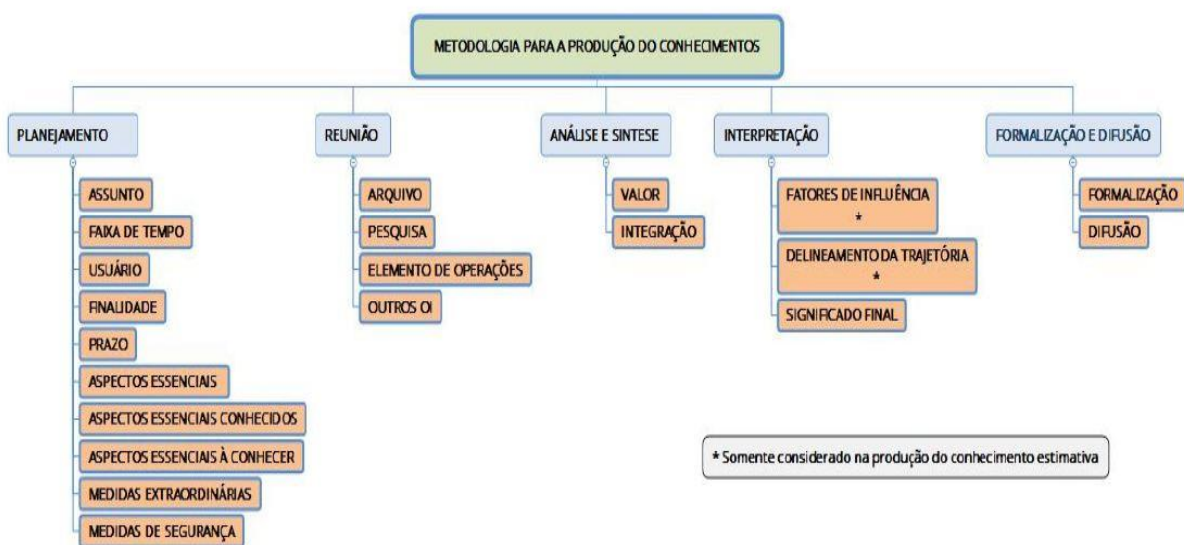 METODOLOGIA PARA A PRODUÇÃO DO CONHECIMENTOS
PLANEJAMENTO
ASSUNTO
FAIXA DE TEMPO
USUÁRIO
FINALIDADE
PRAZO
ASPECTOS ESSENCIAIS
ASPECTOS ESSENCIAIS CONHECIDOS
ASPECTOS ESSENCIAIS À CONHECER
MEDIDAS EXTRAORDINÁRIAS
MEDIDAS DE SEGURANÇA
REUNIÃO
ARQUIVO
PESQUISA
ELEMENTO DE OPERAÇÕES
OUTROS OI
ANÁLISE E SINTESE
VALOR
INTEGRAÇÃO
INTERPRETAÇÃO
FATORES DE INFLUÊNCIA
*
DELINEAMENTO DA TRAJETÓRIA
*
SIGNIFICADO FINAL
FORMALIZAÇÃO E DIFUSÃO
FORMALIZAÇÃO
DIFUSÃO
* Somente considerado na produção do conhecimento estimativa